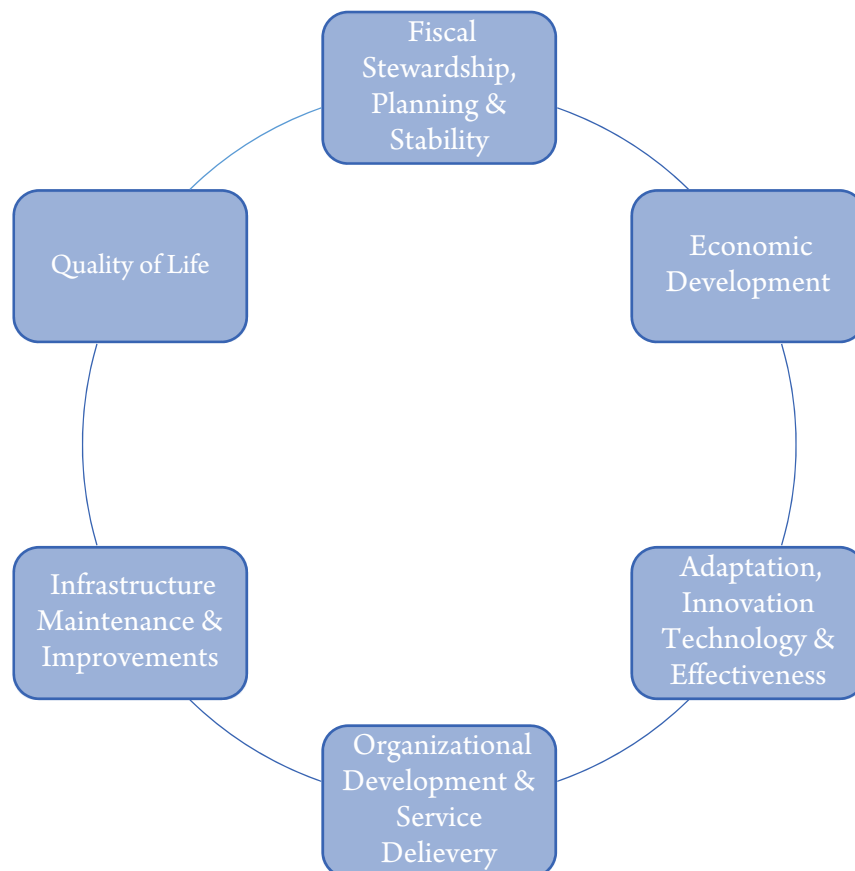 Fiscal
Stewardship,
Planning &
Stability
Economic
Development
Adaptation,
Innovation
Technology &
Effectiveness
Organizational
Development &
Service
Delievery
Infrastructure
Maintenance &
Improvements
Quality of Life